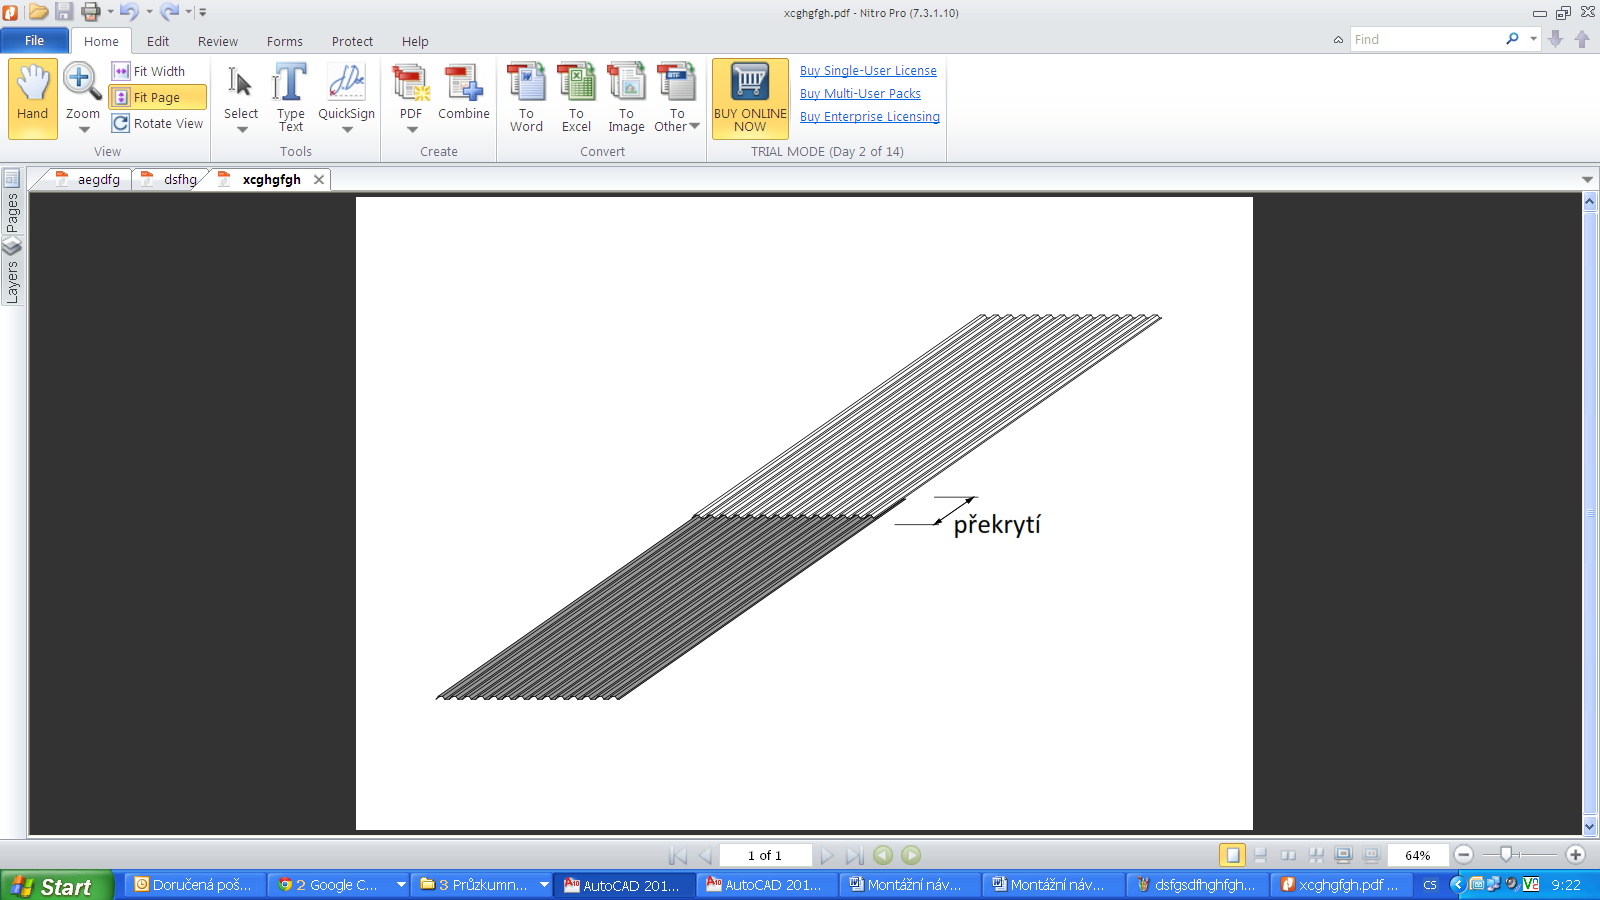 xcghgfgh.pdf - Nitro Pro (7.3.1.10)
File Home Edit Review Forms Protect Help
Find
Hand
Zoom
Fit Width
Fit Page
Rotate View
View
Select
Type
Text
QuickSign
Tools
PDF
Combine
Create
To
Word
To
Excel
To
Image
To
Other
Convert
BUY ONLINE
NOW
Buy Single-User License
Buy Multi-User Packs
Buy Enterprise Licensing
TRIAL MODE (Day 2 of 14)
aegdfg dsfhg xcghgfgh
Pages
Layers
překrytí
1 of 1
64%
Start
Doručená poš...
2 Google C...
3 Průzkumn...
AutoCAD 201...
AutoCAD 201...
Montážní náv...
Montážní náv...
dsfgsdfhghfgh...
xcghgfgh.pdf ...
CS
9:22